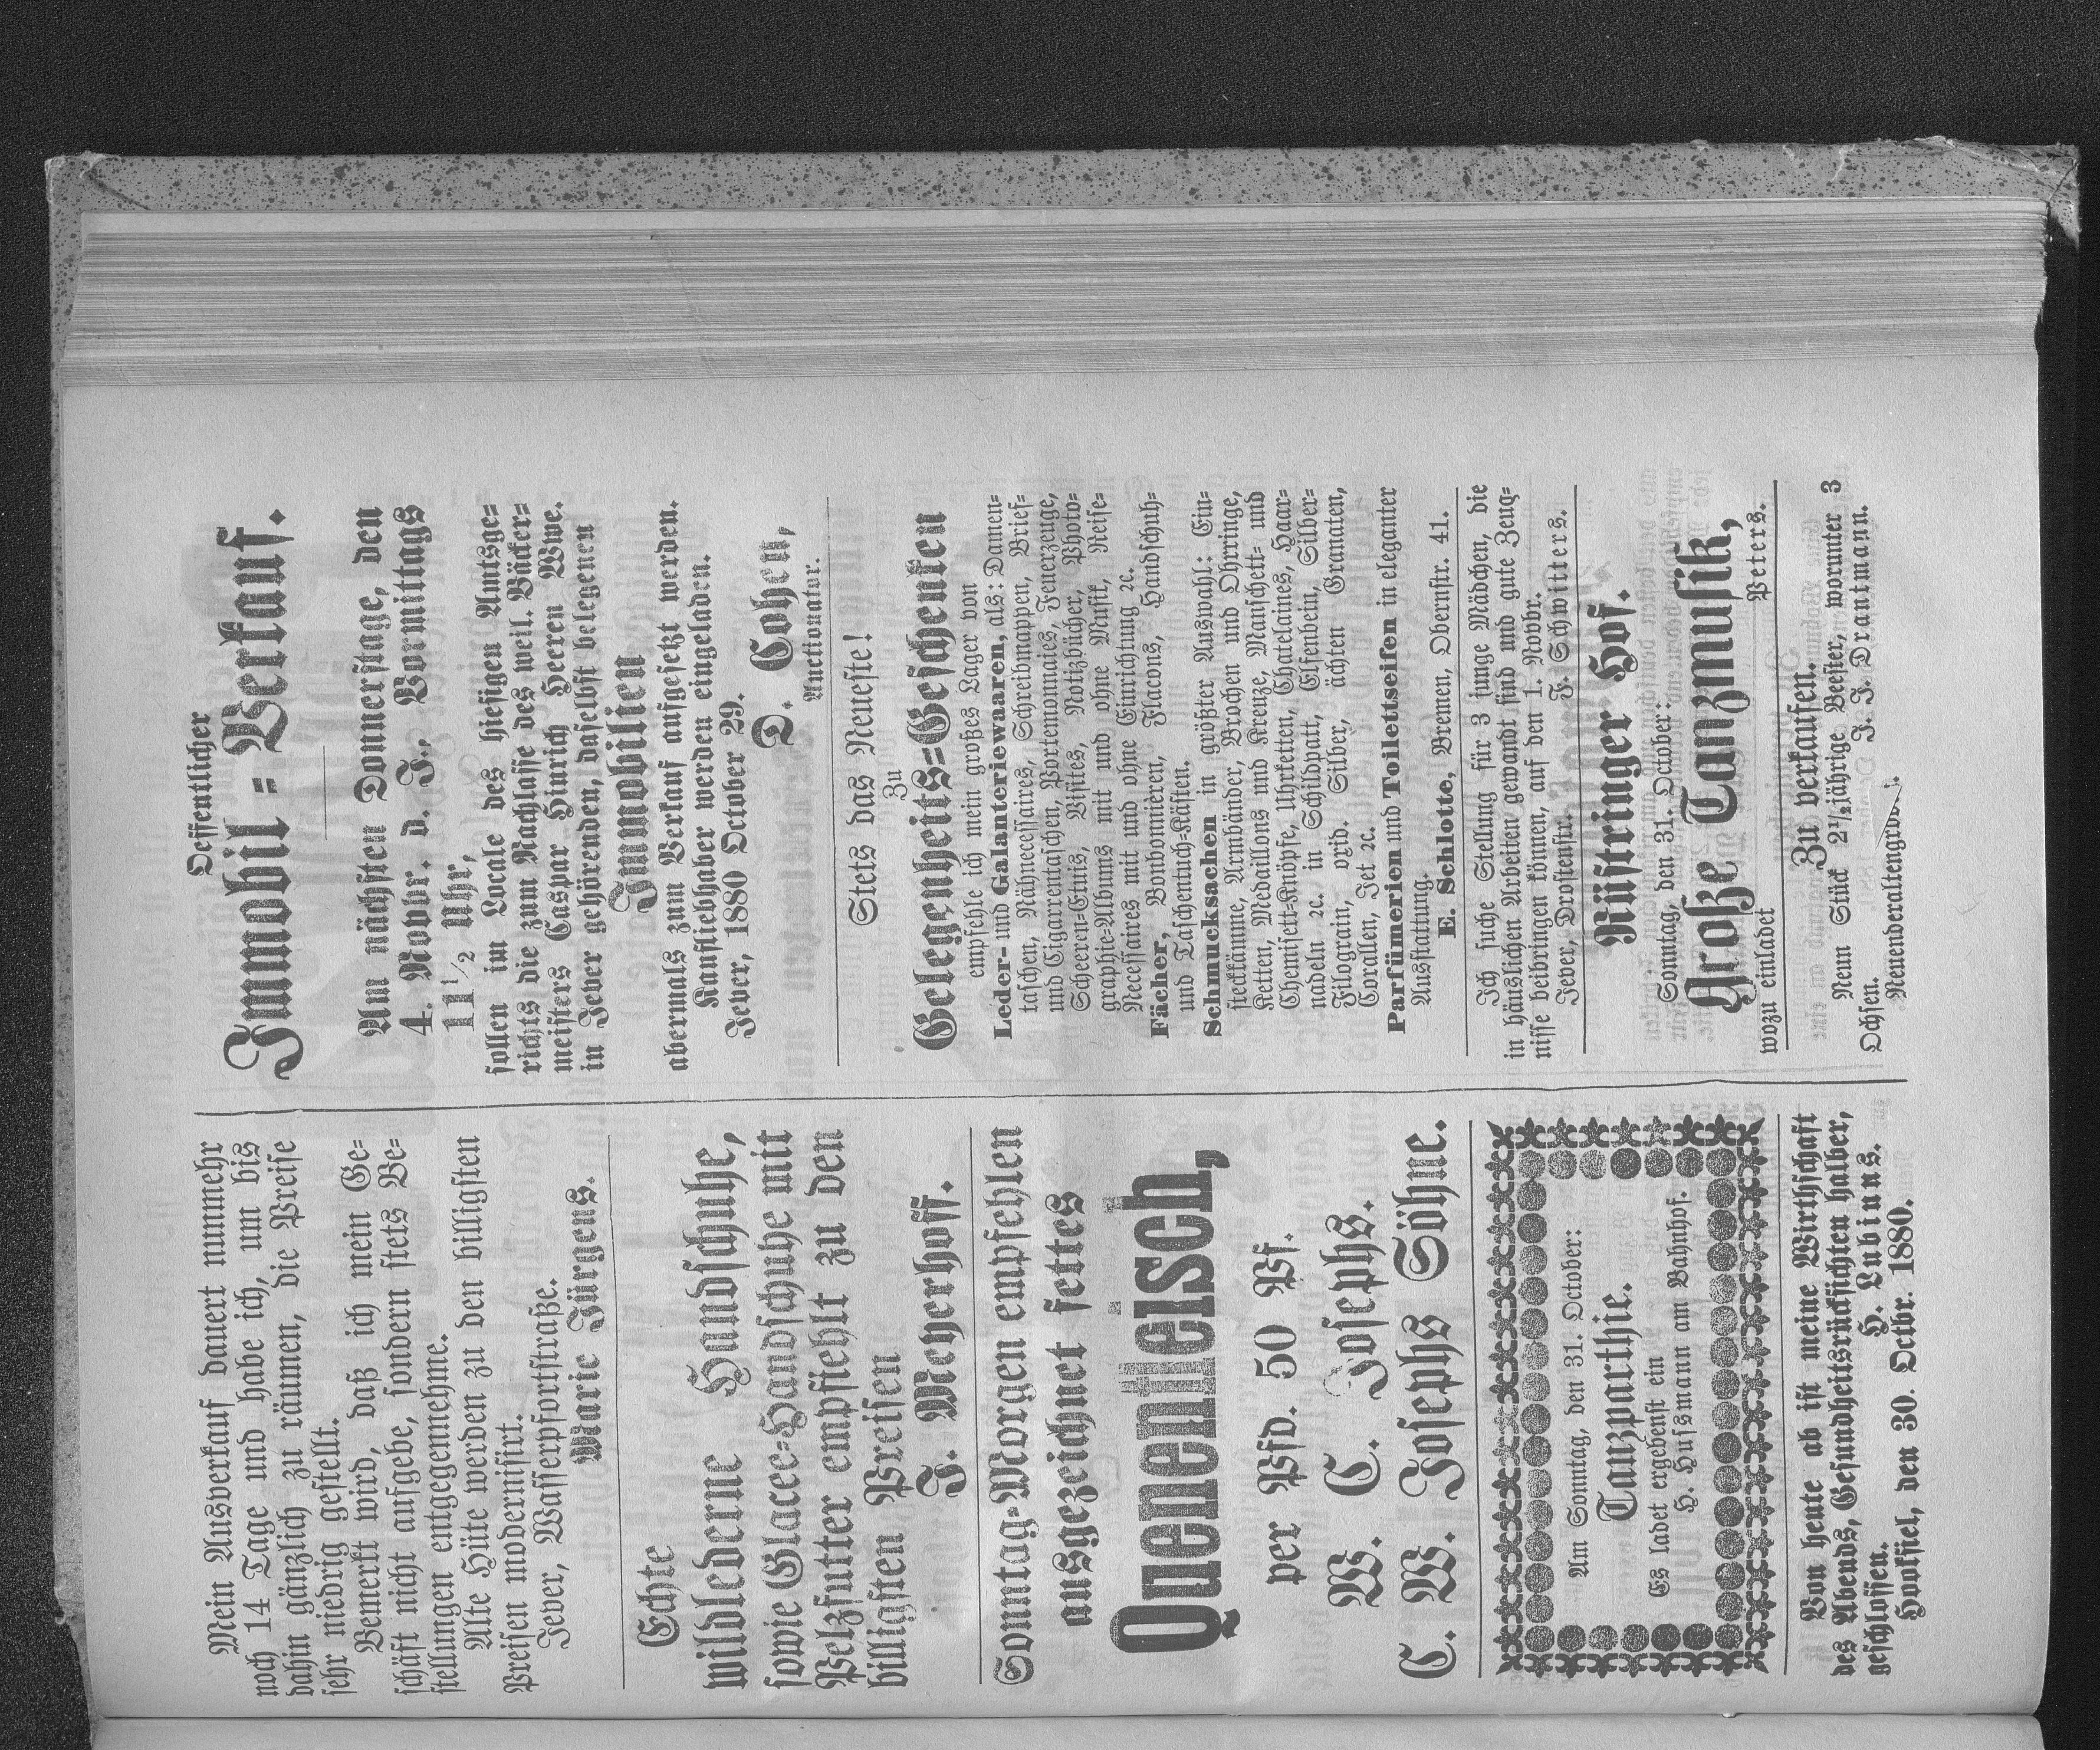 Mein Ausverkauf dauert nunmehr
noch 14 Tage und habe ich, um bis
dahin gänzlich zu räumen, die Preise
sehr niedrig gestellt.
Bemerkt wird, daß ich mein Ge-
schäft nicht aufgebe, sondern stets Be-
stellungen entgegennehme.
Alte Hüte werden zu den billigsten
Preisen modernisirt.
Jever, Wasserpfortstraße.
Marie Jürgens.
Echte
wildlederne Handschuhe,
sowie Glacee-Handschuhe mit
Pelzfutter empfiehlt zu den
billigsten Preisen
J. Meyerhoff.
Sonntag-Morgen empfehlen
ausgezeichnet fettes
Quenenfleisch,
per Pfd. 50 Pf.
W. C. Josephs.
C. W. Josephs Söhne.
Am Sonntag, den 31. October:
Tanzparthie.
Es ladet ergebenst ein
H. Hussmann am Bahnhof.
Von heute ab ist meine Wirthschaft
des Abends, Gesundheitsrücksichten halber,
geschlossen.
H. Lubinus.
Hooksiel, den 30. Octbr. 1880.
Oeffentlicher
Immobil = Verkauf.
Am nächsten Donnerstage, den
4. Novbr. d. J., Vormittags
11 1/2 Uhr,
sollen im Locale des hiesigen Amtsge-
richts die zum Nachlasse des weil. Bäcker-
meisters Caspar Hinrich Heeren Wwe.
in Jever gehörenden, daselbst belegenen
Immobilien
abermals zum Verkauf aufgesetzt werden.
Kaufliebhaber werden eingeladen.
Jever, 1880 October 29.
D. Cohen,
Auctionator.
Stets das Neueste!
Zu
Gelegenheits=Geschenken
empfehle ich mein großes Lager von
Leder- und Galanteriewaaren, als: Damen-
taschen, Nähnecessaires, Schreibmappen, Brief-
und Cigarrentaschen, Portemonnaies, Feuerzeuge,
Scheeren-Etuis, Visites, Notizbücher, Photo-
graphie-Albums mit und ohne Musik, Reise-
Necessaires mit und ohne Einrichtung ꝛc.
Fächer, Bonbonnièren, Flacons, Handschuh-
und Taschentuch-Kasten.
Schmucksachen in größter Auswahl: Ein-
steckkämme, Armbänder, Brochen und Ohrringe,
Ketten, Medaillons und Kreuze, Manschett- und
Chemisett-Knöpfe, Uhrketten, Chatelaines, Haar-
nadeln ꝛc. in Schildpatt, Elfenbein, Silber-
Filograin, oxid. Silber, ächten Granaten,
Corallen, Jet ꝛc.
Parfümerien und Toilettseifen in eleganter
Ausstattung.
E. Schlotte, Bremen, Obernstr. 41.
Ich suche Stellung für 3 junge Mädchen, die
in häuslichen Arbeiten gewandt sind und gute Zeug-
nisse beibringen können, auf den 1. Novbr.
Jever, Drostenstr. F. Schwitters.
Rüstringer Hof.
Sonntag, den 31. October:
Große Tanzmusik,
wozu einladet Peters.
Zu verkaufen.
Neun Stück 2½jährige Beester, worunter 3
Ochsen. J. J. Trantmann.
Neuenderaltengroden.